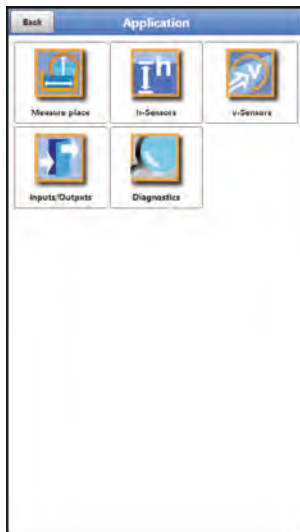 Back
Application
Measure place
h-Sensors
v-Sensors
Inputs/Outputs
Diagnostics
h
v